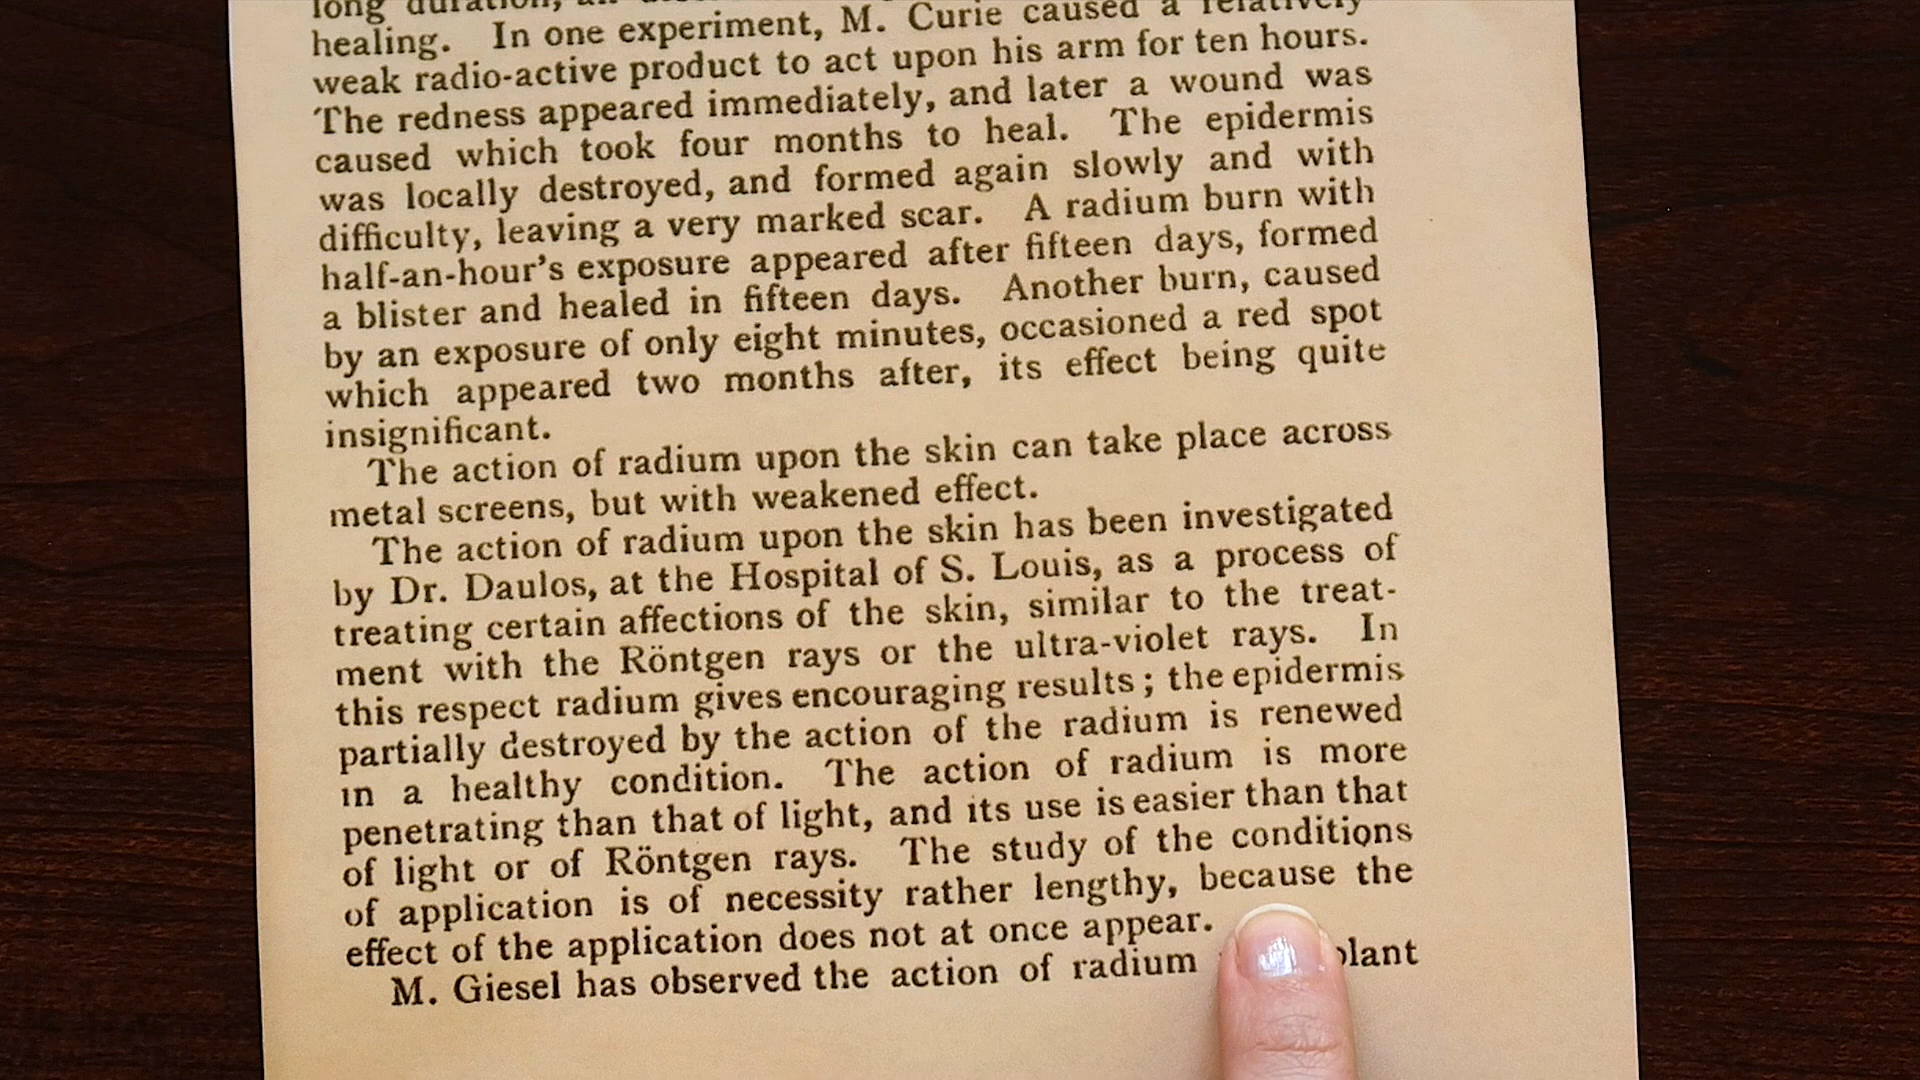 long duration,
healing. In one experiment, M. Curie caused a relatively
weak radio-active product to act upon his arm for ten hours.
The redness appeared immediately, and later a wound was
caused which took four months to heal. The epidermis
was locally destroyed, and formed again slowly and with
difficulty, leaving a very marked scar. A radium burn with
half-an-hour's exposure appeared after fifteen days, formed
a blister and healed in fifteen days. Another burn, caused
by an exposure of only eight minutes, occasioned a red spot
which appeared two months after, its effect being quite
insignificant.
The action of radium upon the skin can take place across
metal screens, but with weakened effect.
The action of radium upon the skin has been investigated
by Dr. Daulos, at the Hospital of S. Louis, as a process of
treating certain affections of the skin, similar to the treat-
ment with the Röntgen rays or the ultra-violet rays. In
this respect radium gives encouraging results; the epidermis
partially destroyed by the action of the radium is renewed
in a healthy condition. The action of radium is more
penetrating than that of light, and its use is easier than that
of light or of Röntgen rays. The study of the conditions
of application is of necessity rather lengthy, because the
effect of the application does not at once appear.
M. Giesel has observed the action of radium plant